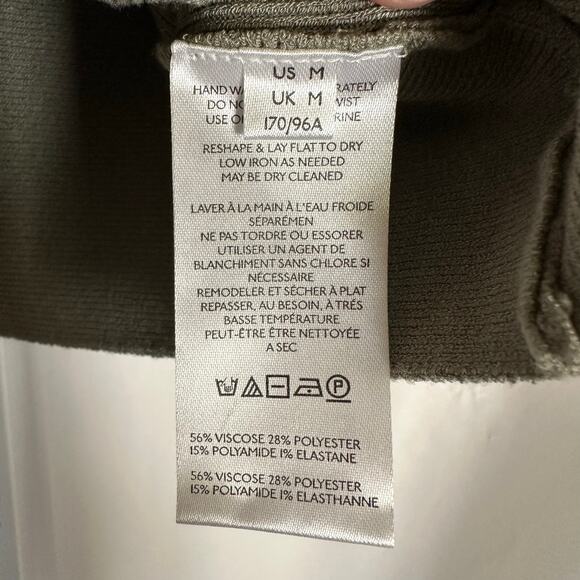 US M
UK M
170/96A
HAND
DO
USE
RESHAPE & LAY FLAT TO DRY
LOW IRON AS NEEDED
MAY BE DRY CLEANED
LAVER À LA MAIN À L'EAU FROIDE
SÉPARÉMEN
NE PAS TORDRE OU ESSORER
UTILISER UN AGENT DE
BLANCHIMENT SANS CHLORE SI
NÉCESSAIRE
REMODELER ET SÉCHER À PLAT
REPASSER, AU BESOIN, À TRÉS
BASSE TEMPÉRATURE
PEUT-ÊTRE ÊTRE NETTOYÉE
A SEC
P
56% VISCOSE 28% POLYESTER
15% POLYAMIDE 1% ELASTANE
56% VISCOSE 28% POLYESTER
15% POLYAMIDE 1% ELASTHANNE